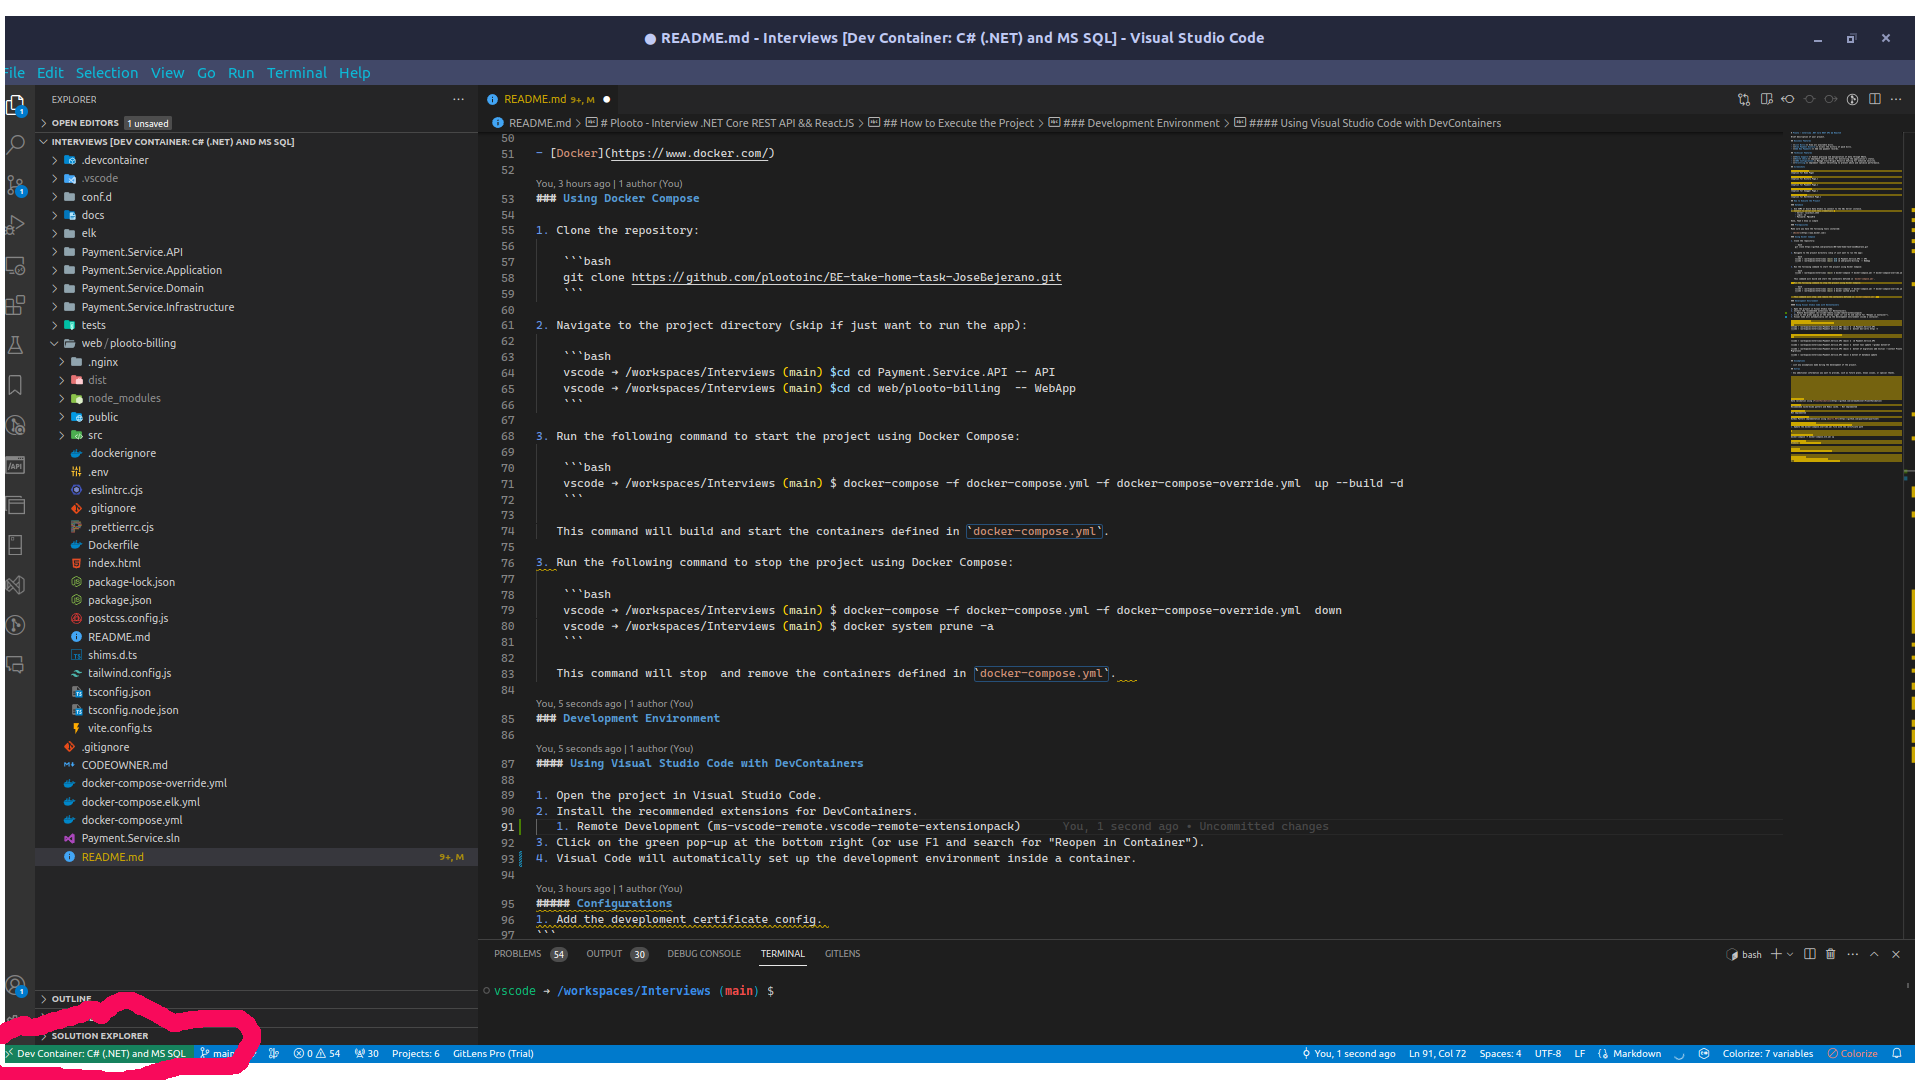 ● README.md - Interviews [Dev Container: C# (.NET) and MS SQL] - Visual Studio Code
File Edit Selection View Go Run Terminal Help
EXPLORER
OPEN EDITORS 1 unsaved
INTERVIEWS [DEV CONTAINER: C# (.NET) AND MS SQL]
.devcontainer
.vscode
conf.d
docs
elk
Payment.Service.API
Payment.Service.Application
Payment.Service.Domain
Payment.Service.Infrastructure
tests
web / plooto-billing
.nginx
dist
node_modules
public
src
.dockerignore
.env
.eslintrc.cjs
.gitignore
.prettierrc.cjs
Dockerfile
index.html
package-lock.json
package.json
postcss.config.js
README.md
shims.d.ts
tailwind.config.js
tsconfig.json
tsconfig.node.json
vite.config.ts
.gitignore
CODEOWNER.md
docker-compose-override.yml
docker-compose.elk.yml
docker-compose.yml
Payment.Service.sln
README.md 9+, M
OUTLINE
SOLUTION EXPLORER
README.md 9+, M ●
README.md > # Plooto - Interview .NET Core REST API && ReactJS > ## How to Execute the Project > ### Development Environment > #### Using Visual Studio Code with DevContainers
50
51 - [Docker](https://www.docker.com/)
52
You, 3 hours ago | 1 author (You)
53 ### Using Docker Compose
54
55 1. Clone the repository:
56
57 ```bash
58 git clone https://github.com/plootoinc/BE-take-home-task-JoseBejerano.git
59 ```
60
61 2. Navigate to the project directory (skip if just want to run the app):
62
63 ```bash
64 vscode → /workspaces/Interviews (main) $cd cd Payment.Service.API -- API
65 vscode → /workspaces/Interviews (main) $cd cd web/plooto-billing -- WebApp
66 ```
67
68 3. Run the following command to start the project using Docker Compose:
69
70 ```bash
71 vscode → /workspaces/Interviews (main) $ docker-compose -f docker-compose.yml -f docker-compose-override.yml up --build -d
72 ```
73
74 This command will build and start the containers defined in `docker-compose.yml`.
75
76 3. Run the following command to stop the project using Docker Compose:
77
78 ```bash
79 vscode → /workspaces/Interviews (main) $ docker-compose -f docker-compose.yml -f docker-compose-override.yml down
80 vscode → /workspaces/Interviews (main) $ docker system prune -a
81 ```
82
83 This command will stop and remove the containers defined in `docker-compose.yml`.
84
You, 5 seconds ago | 1 author (You)
85 ### Development Environment
86
You, 5 seconds ago | 1 author (You)
87 #### Using Visual Studio Code with DevContainers
88
89 1. Open the project in Visual Studio Code.
90 2. Install the recommended extensions for DevContainers.
91 1. Remote Development (ms-vscode-remote.vscode-remote-extensionpack) You, 1 second ago • Uncommitted changes
92 3. Click on the green pop-up at the bottom right (or use F1 and search for "Reopen in Container").
93 4. Visual Code will automatically set up the development environment inside a container.
94
You, 3 hours ago | 1 author (You)
95 ##### Configurations
96 1. Add the deveploment certificate config.
97 ```
PROBLEMS 54 OUTPUT 30 DEBUG CONSOLE TERMINAL GITLENS
bash
vscode → /workspaces/Interviews (main) $
Dev Container: C# (.NET) and MS SQL main 0 54 30 Projects: 6 GitLens Pro (Trial)
You, 1 second ago Ln 91, Col 72 Spaces: 4 UTF-8 LF Markdown Colorize: 7 variables Colorize